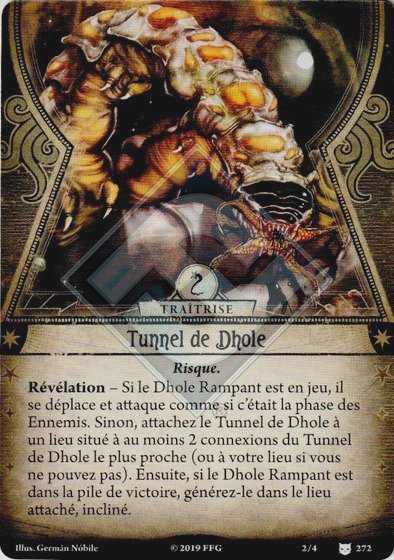 TRAÎTRISE
Tunnel de Dhole
Risque.
Révélation – Si le Dhole Rampant est en jeu, il
se déplace et attaque comme si c'était la phase des
Ennemis. Sinon, attachez le Tunnel de Dhole à
un lieu situé à au moins 2 connexions du Tunnel
de Dhole le plus proche (ou à votre lieu si vous
ne pouvez pas). Ensuite, si le Dhole Rampant est
dans la pile de victoire, générez-le dans le lieu
attaché, incliné.
Illus. Germán Nóbile © 2019 FFG 2/4 272